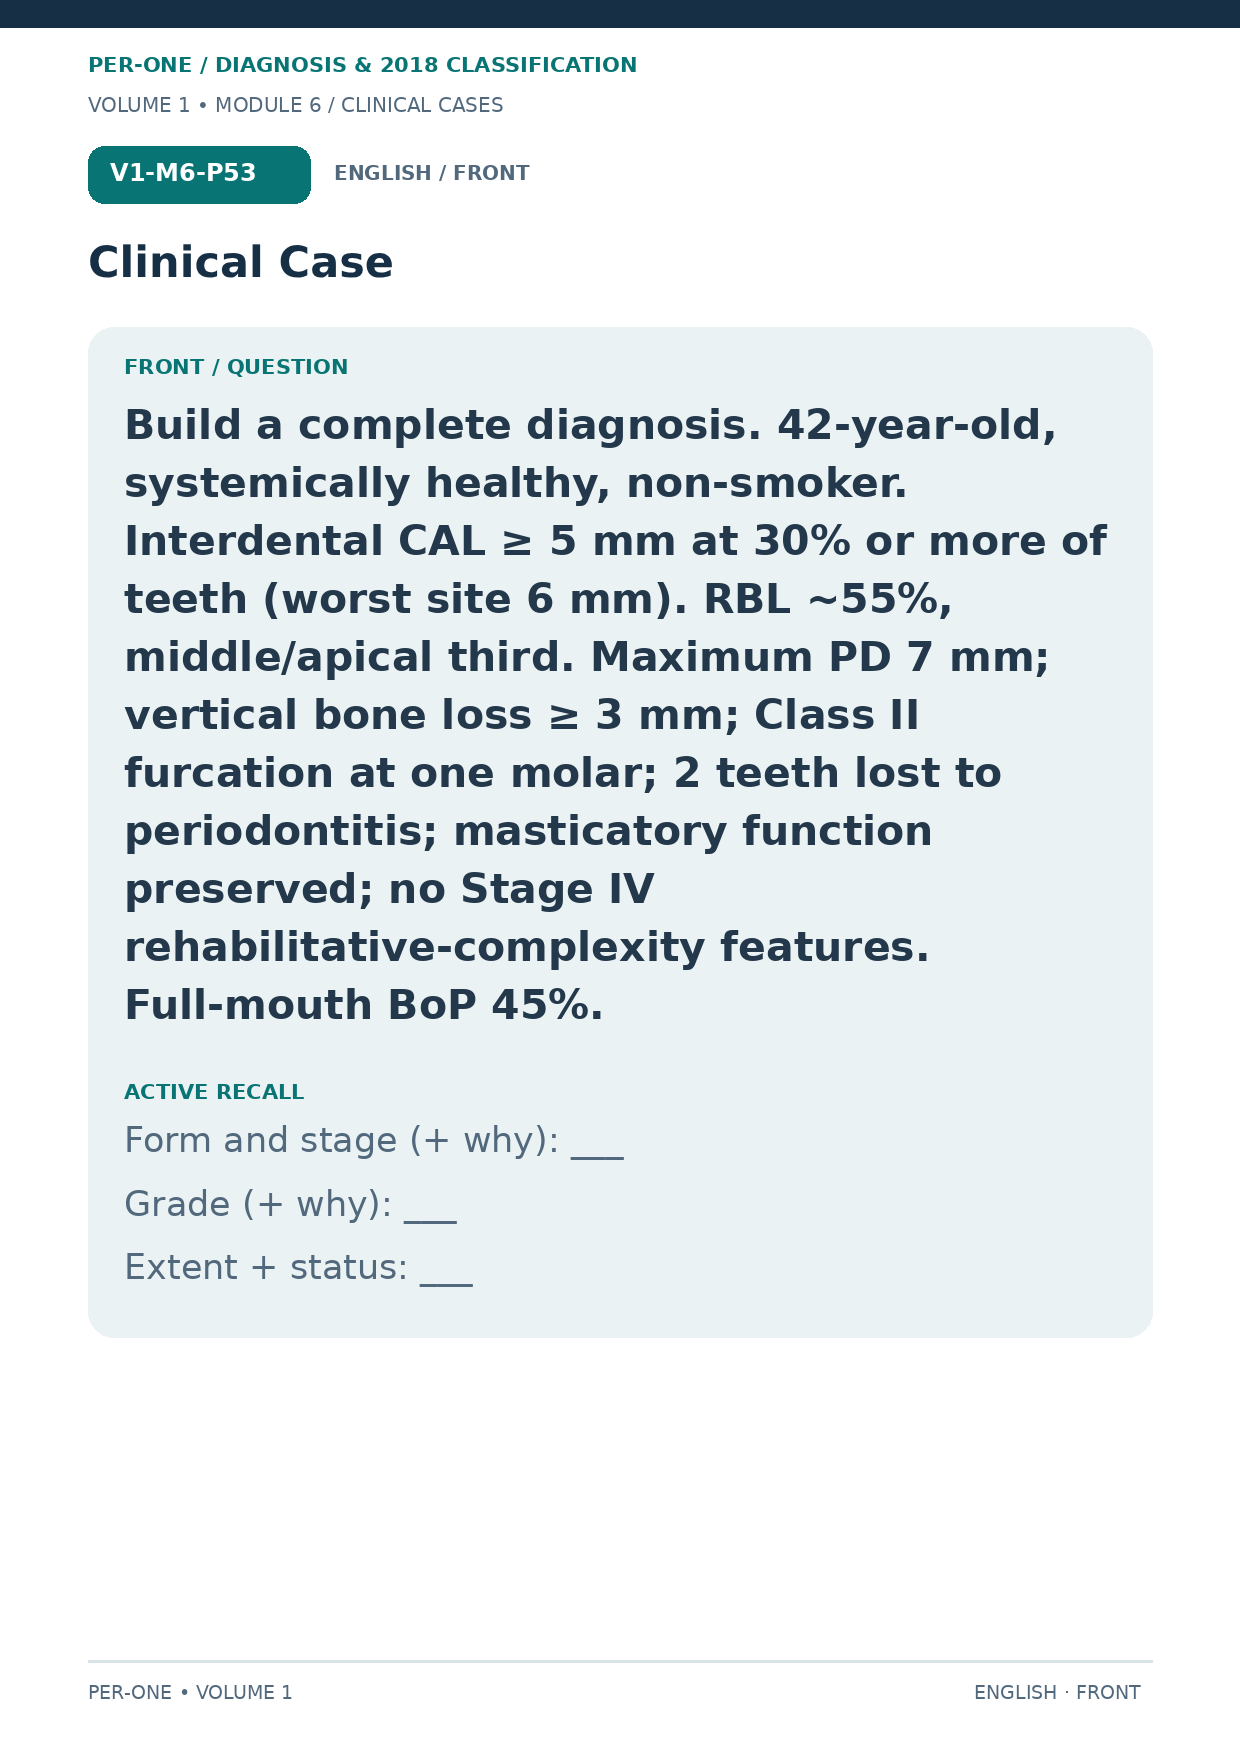 PER-ONE / DIAGNOSIS & 2018 CLASSIFICATION
VOLUME 1 • MODULE 6 / CLINICAL CASES
V1-M6-P53
ENGLISH / FRONT
Clinical Case
FRONT / QUESTION
Build a complete diagnosis. 42-year-old,
systemically healthy, non-smoker.
Interdental CAL ≥ 5 mm at 30% or more of
teeth (worst site 6 mm). RBL ~55%,
middle/apical third. Maximum PD 7 mm;
vertical bone loss ≥ 3 mm; Class II
furcation at one molar; 2 teeth lost to
periodontitis; masticatory function
preserved; no Stage IV
rehabilitative-complexity features.
Full-mouth BoP 45%.
ACTIVE RECALL
Form and stage (+ why): ___
Grade (+ why): ___
Extent + status: ___
PER-ONE • VOLUME 1
ENGLISH · FRONT